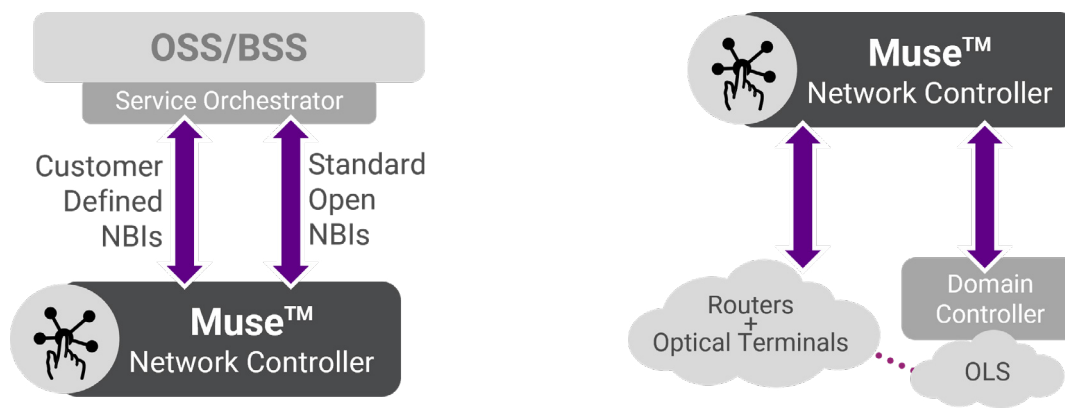 OSS/BSS
Service Orchestrator
Customer
Defined
NBIs
Standard
Open
NBIs
Muse™
Network Controller
Muse™
Network Controller
Routers
+
Optical Terminals
Domain
Controller
OLS